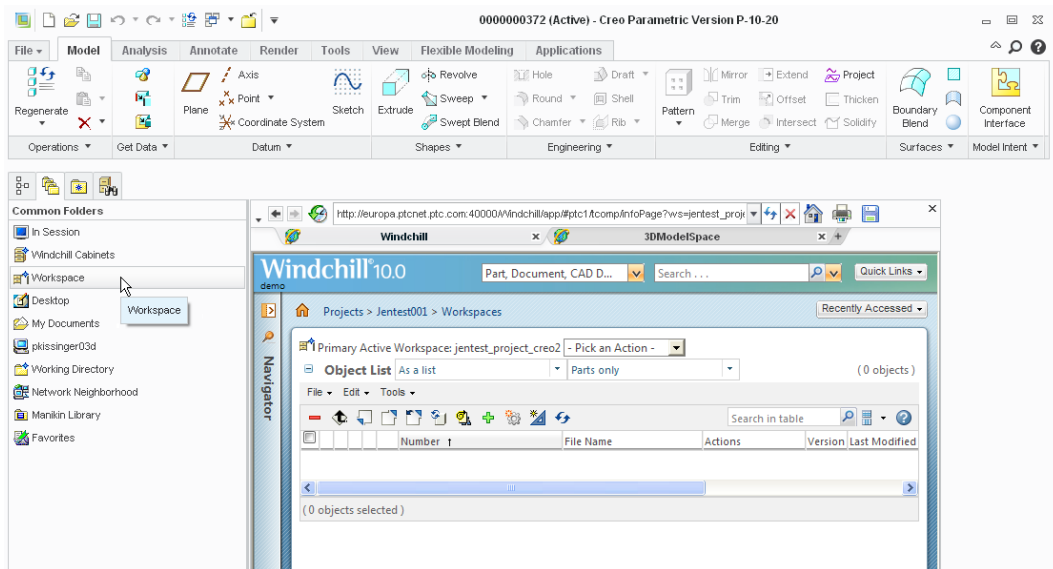 0000000372 (Active) - Creo Parametric Version P-10-20
File Model Analysis Annotate Render Tools View Flexible Modeling Applications
Regenerate
Plane
Axis
Point
Coordinate System
Sketch
Extrude
Revolve
Sweep
Swept Blend
Hole Draft
Round Shell
Chamfer Rib
Pattern
Mirror Extend Project
Trim Offset Thicken
Merge Intersect Solidify
Boundary
Blend
Component
Interface
Operations Get Data Datum Shapes Engineering Editing Surfaces Model Intent
Common Folders
In Session
Windchill Cabinets
Workspace
Workspace
Desktop
My Documents
pkissinger03d
Working Directory
Network Neighborhood
Manikin Library
Favorites
http://europa.ptcnet.ptc.com:40000/Windchill/app/#ptc1/tcomp/infoPage?ws=jentest_proje
Windchill x 3DModelSpace x +
Windchill® 10.0
demo
Part, Document, CAD D... Search . . . Quick Links
Projects > Jentest001 > Workspaces Recently Accessed
Navigator
Primary Active Workspace: jentest_project_creo2 - Pick an Action -
Object List As a list Parts only ( 0 objects )
File Edit Tools
Search in table
Number ↑ File Name Actions Version Last Modified
( 0 objects selected )